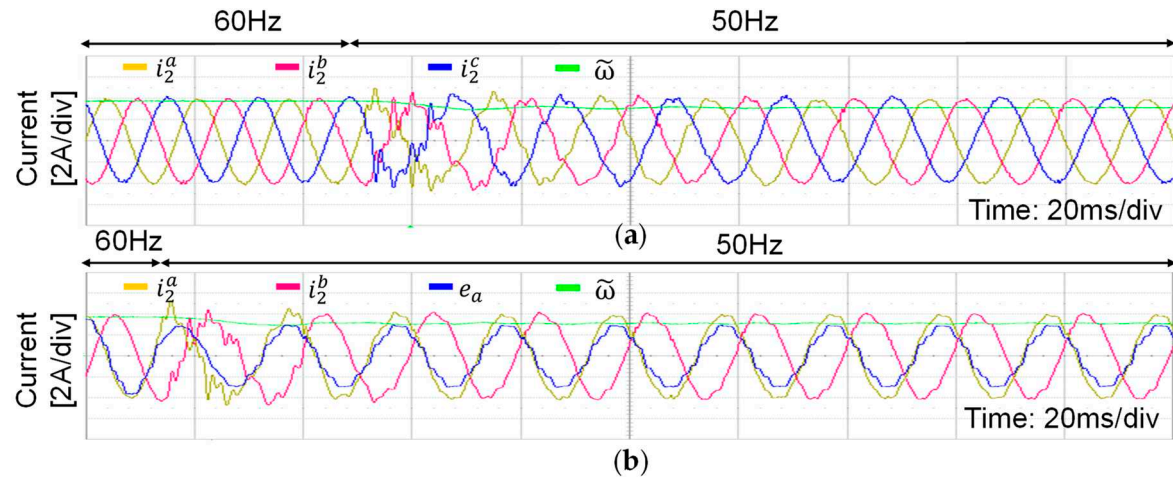 60Hz 50Hz
i₂ᵃ i₂ᵇ i₂ᶜ ω̃
Current
[2A/div]
Time: 20ms/div
(a)
60Hz 50Hz
i₂ᵃ i₂ᵇ eₐ ω̃
Current
[2A/div]
Time: 20ms/div
(b)